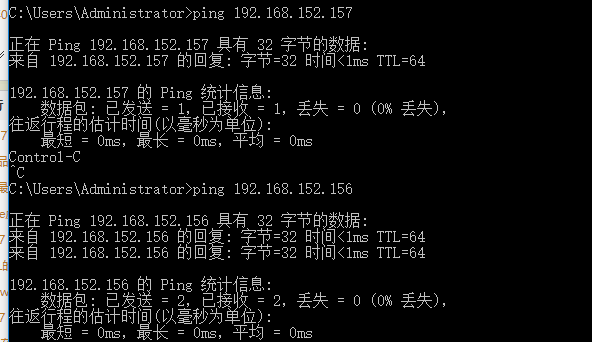 C:\Users\Administrator>ping 192.168.152.157
正在 Ping 192.168.152.157 具有 32 字节的数据:
来自 192.168.152.157 的回复: 字节=32 时间<1ms TTL=64
192.168.152.157 的 Ping 统计信息:
数据包: 已发送 = 1，已接收 = 1，丢失 = 0 (0% 丢失)，
往返行程的估计时间(以毫秒为单位):
最短 = 0ms，最长 = 0ms，平均 = 0ms
Control-C
^C
C:\Users\Administrator>ping 192.168.152.156
正在 Ping 192.168.152.156 具有 32 字节的数据:
来自 192.168.152.156 的回复: 字节=32 时间<1ms TTL=64
来自 192.168.152.156 的回复: 字节=32 时间<1ms TTL=64
192.168.152.156 的 Ping 统计信息:
数据包: 已发送 = 2，已接收 = 2，丢失 = 0 (0% 丢失)，
往返行程的估计时间(以毫秒为单位):
最短 = 0ms，最长 = 0ms，平均 = 0ms